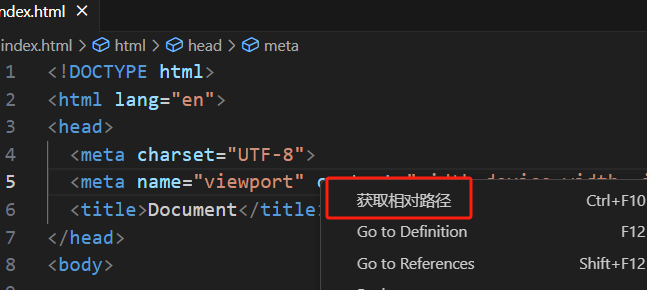 index.html ×
index.html > html > head > meta
1 <!DOCTYPE html>
2 <html lang="en">
3 <head>
4 <meta charset="UTF-8">
5 <meta name="viewport"
6 <title>Document</title
7 </head>
8 <body>
获取相对路径 Ctrl+F10
Go to Definition F12
Go to References Shift+F12